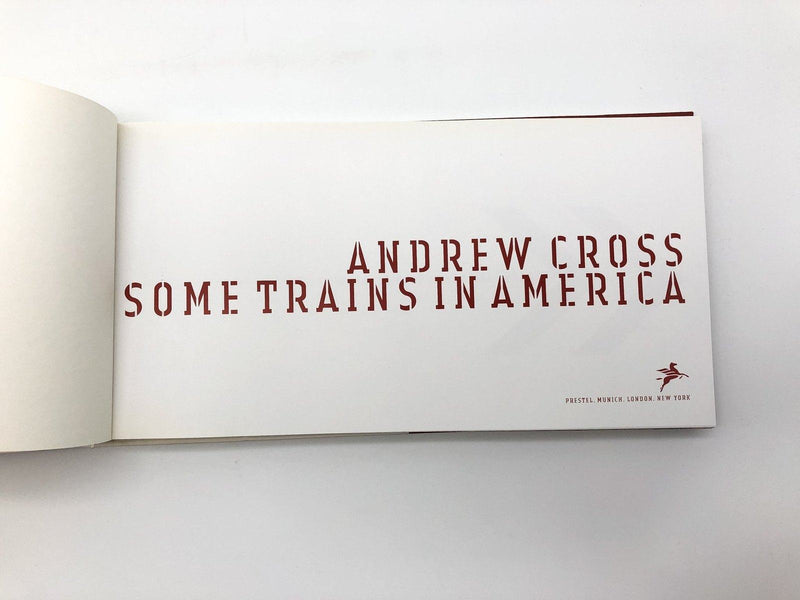 ANDREW CROSS
SOME TRAINS IN AMERICA
PRESTEL. MUNICH. LONDON. NEW YORK